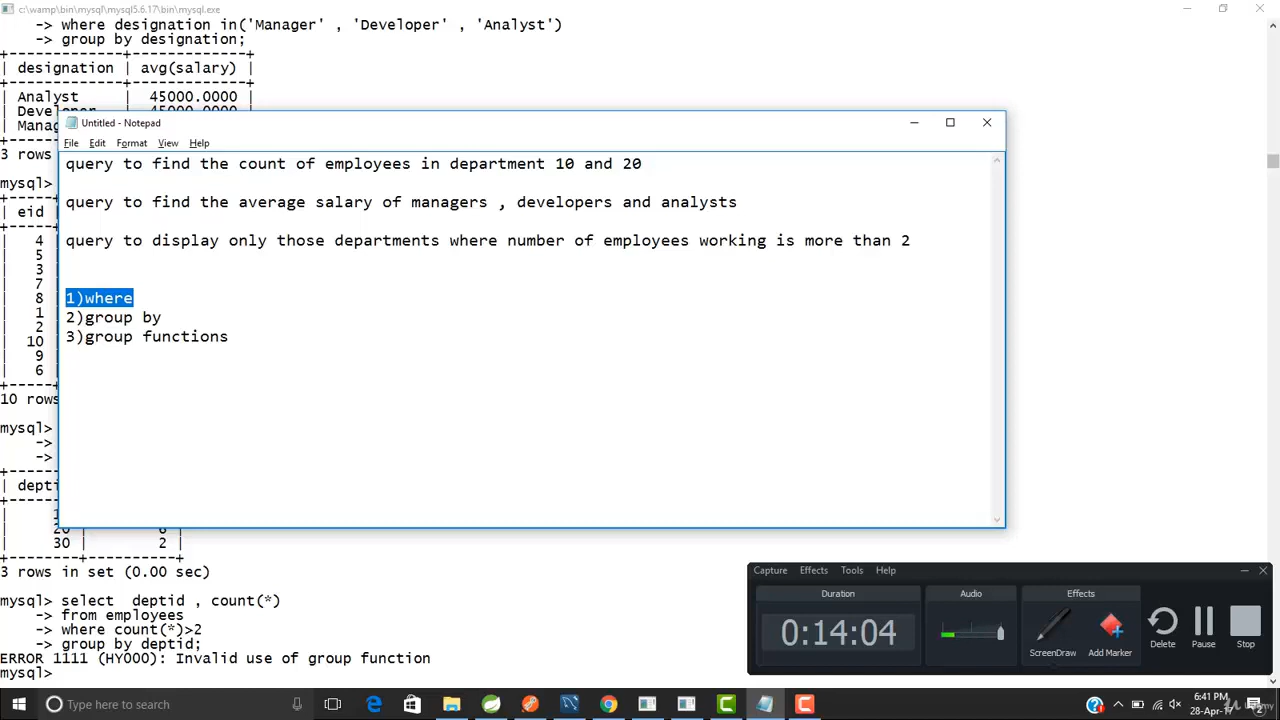 c:\wamp\bin\mysql\mysql5.6.17\bin\mysql.exe
-> where designation in('Manager' , 'Developer' , 'Analyst')
-> group by designation;
+-------------+-------------+
| designation | avg(salary) |
+-------------+-------------+
| Analyst | 45000.0000
Untitled - Notepad
File Edit Format View Help
query to find the count of employees in department 10 and 20
query to find the average salary of managers , developers and analysts
query to display only those departments where number of employees working is more than 2
1)where
2)group by
3)group functions
3 rows
mysql>
| eid
4
5
3
7
8
1
2
10
9
6
10 rows
mysql>
->
->
| 30 | 2 |
+--------+----------+
3 rows in set (0.00 sec)
mysql> select deptid , count(*)
-> from employees
-> where count(*)>2
-> group by deptid;
ERROR 1111 (HY000): Invalid use of group function
mysql>
Capture Effects Tools Help
Duration Audio Effects
0:14:04
ScreenDraw Add Marker Delete Pause Stop
Type here to search
6:41 PM
28-Apr-